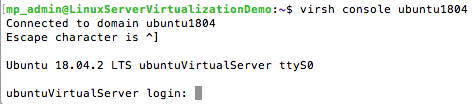 mp_admin@LinuxServerVirtualizationDemo:~$ virsh console ubuntu1804
Connected to domain ubuntu1804
Escape character is ^]
Ubuntu 18.04.2 LTS ubuntuVirtualServer ttyS0
ubuntuVirtualServer login: